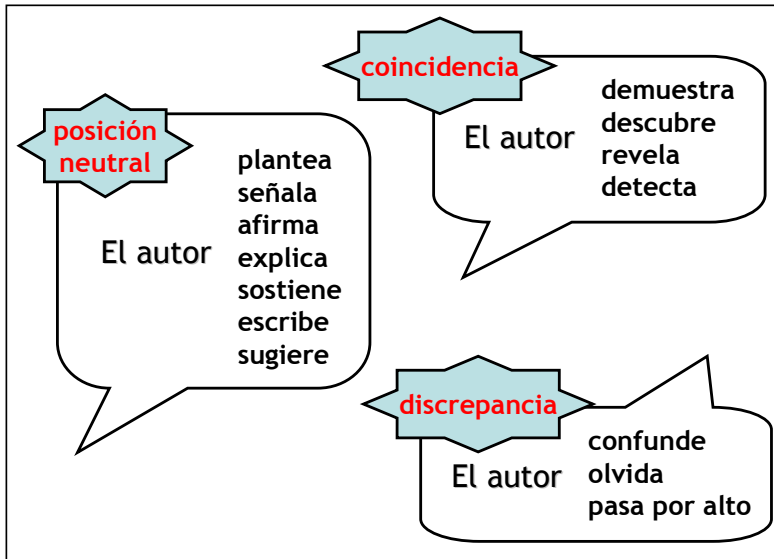 posición
neutral
El autor
plantea
señala
afirma
explica
sostiene
escribe
sugiere
coincidencia
El autor
demuestra
descubre
revela
detecta
discrepancia
El autor
confunde
olvida
pasa por alto